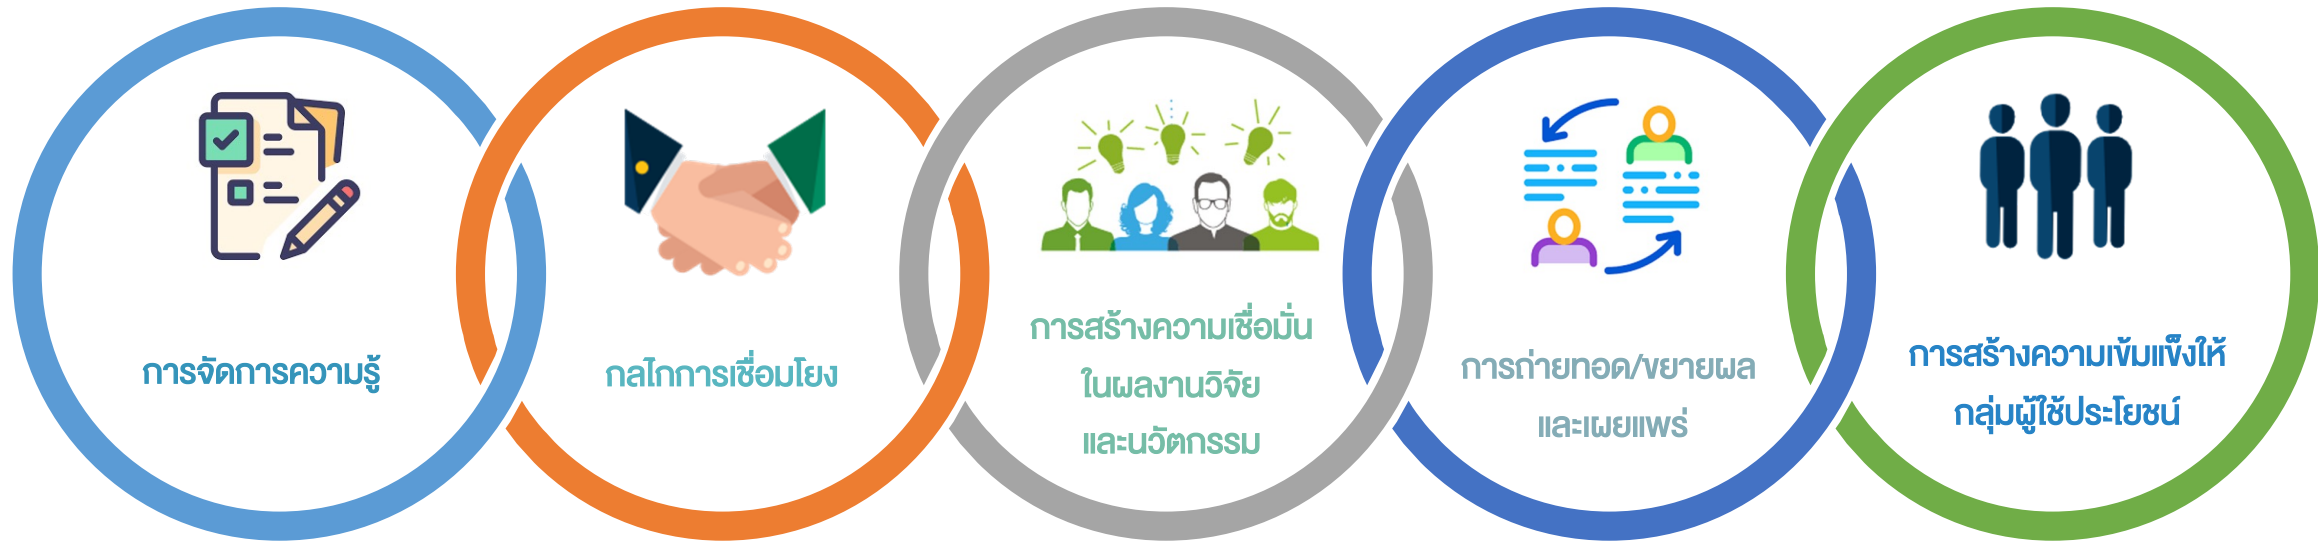 การจัดการความรู้
กลไกการเชื่อมโยง
การสร้างความเชื่อมั่น
ในผลงานวิจัย
และนวัตกรรม
การถ่ายทอด/ขยายผล
และเผยแพร่
การสร้างความเข้มแข็งให้
กลุ่มผู้ใช้ประโยชน์